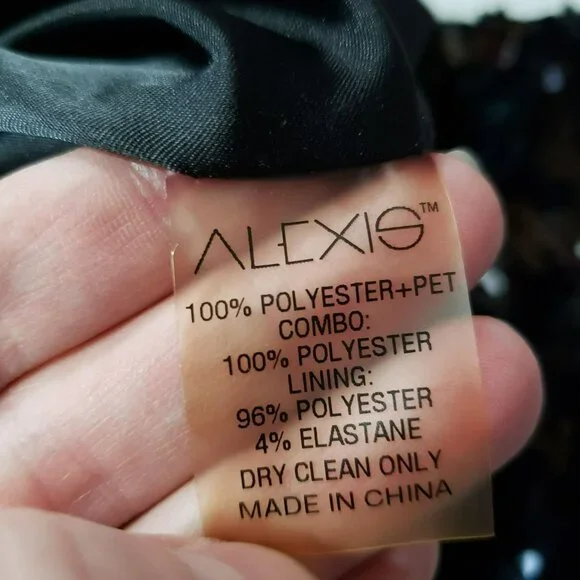 ALEXIS™
100% POLYESTER+PET
COMBO:
100% POLYESTER
LINING:
96% POLYESTER
4% ELASTANE
DRY CLEAN ONLY
MADE IN CHINA